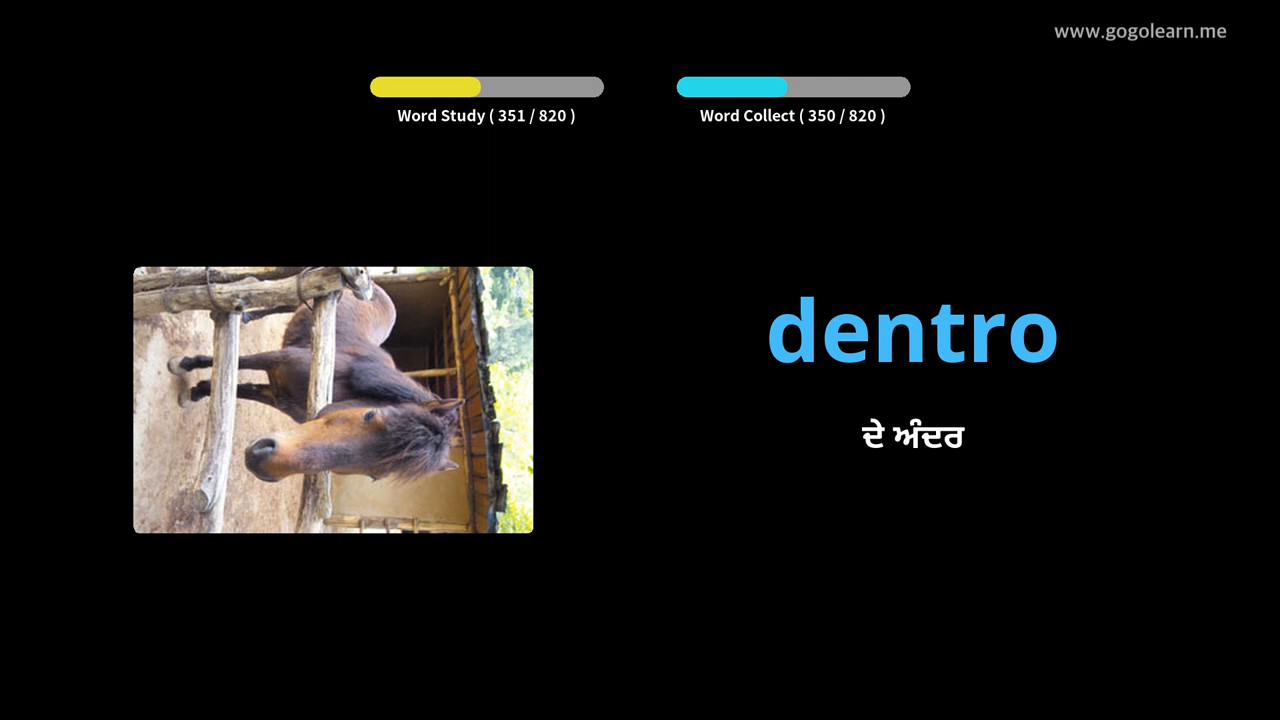 www.gogolearn.me
Word Study ( 351 / 820 )
Word Collect ( 350 / 820 )
dentro
ਦੇ ਅੰਦਰ